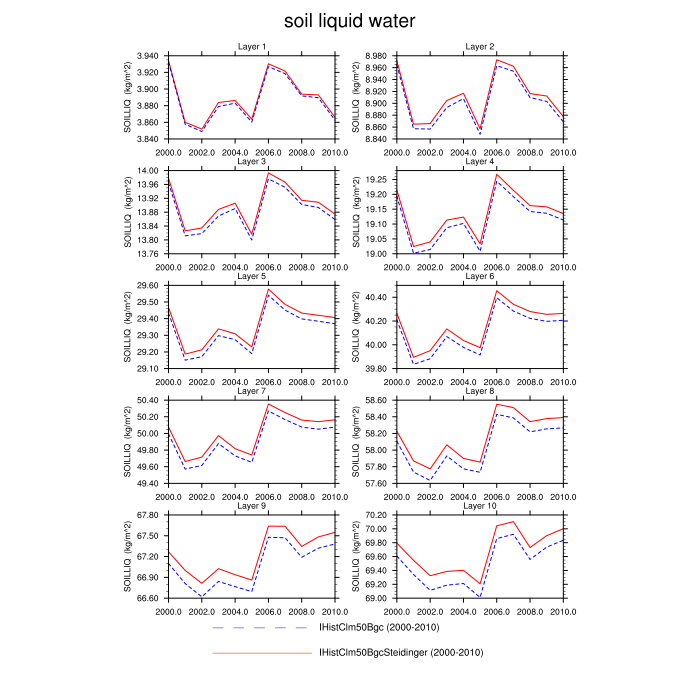 soil liquid water
Layer 1
SOILLIQ (kg/m^2)
3.940
3.920
3.900
3.880
3.860
3.840
2000.0 2002.0 2004.0 2006.0 2008.0 2010.0
Layer 2
SOILLIQ (kg/m^2)
8.980
8.960
8.940
8.920
8.900
8.880
8.860
8.840
2000.0 2002.0 2004.0 2006.0 2008.0 2010.0
Layer 3
SOILLIQ (kg/m^2)
14.00
13.96
13.92
13.88
13.84
13.80
13.76
2000.0 2002.0 2004.0 2006.0 2008.0 2010.0
Layer 4
SOILLIQ (kg/m^2)
19.25
19.20
19.15
19.10
19.05
19.00
2000.0 2002.0 2004.0 2006.0 2008.0 2010.0
Layer 5
SOILLIQ (kg/m^2)
29.60
29.50
29.40
29.30
29.20
29.10
2000.0 2002.0 2004.0 2006.0 2008.0 2010.0
Layer 6
SOILLIQ (kg/m^2)
40.40
40.20
40.00
39.80
2000.0 2002.0 2004.0 2006.0 2008.0 2010.0
Layer 7
SOILLIQ (kg/m^2)
50.40
50.20
50.00
49.80
49.60
49.40
2000.0 2002.0 2004.0 2006.0 2008.0 2010.0
Layer 8
SOILLIQ (kg/m^2)
58.60
58.40
58.20
58.00
57.80
57.60
2000.0 2002.0 2004.0 2006.0 2008.0 2010.0
Layer 9
SOILLIQ (kg/m^2)
67.80
67.50
67.20
66.90
66.60
2000.0 2002.0 2004.0 2006.0 2008.0 2010.0
Layer 10
SOILLIQ (kg/m^2)
70.20
70.00
69.80
69.60
69.40
69.20
69.00
2000.0 2002.0 2004.0 2006.0 2008.0 2010.0
IHistClm50Bgc (2000-2010)
IHistClm50BgcSteidinger (2000-2010)